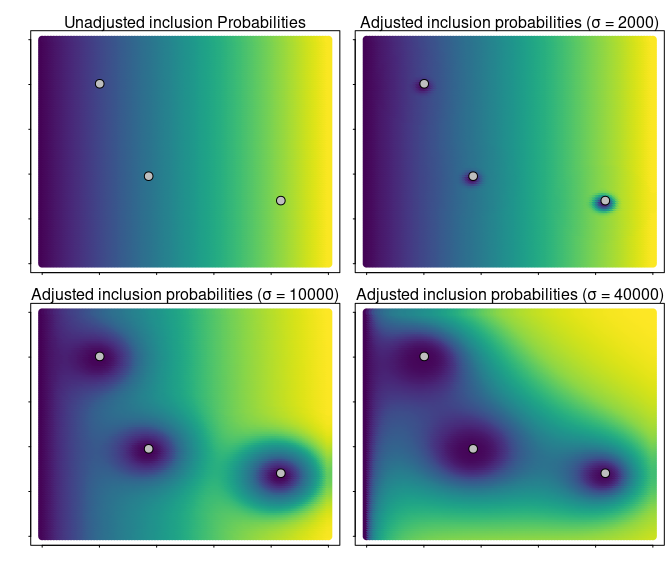 Unadjusted inclusion Probabilities
Adjusted inclusion probabilities (σ = 2000)
Adjusted inclusion probabilities (σ = 10000)
Adjusted inclusion probabilities (σ = 40000)